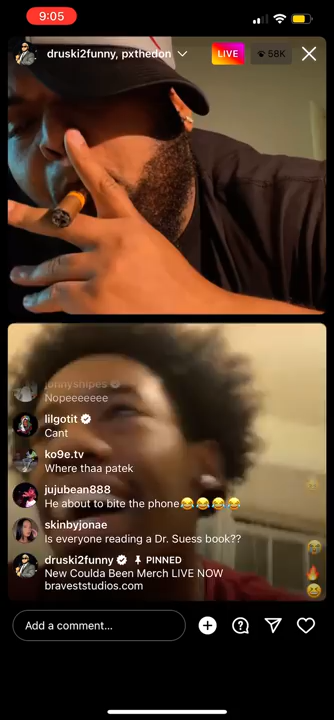 9:05
druski2funny, pxthedon
LIVE
58K
johnyshipes
Nopeeeeeee
lilgotit
Cant
ko9e.tv
Where thaa patek
jujubean888
He about to bite the phone😂😂😂😂
skinbyjonae
Is everyone reading a Dr. Suess book??
druski2funny PINNED
New Coulda Been Merch LIVE NOW
braveststudios.com
Add a comment...